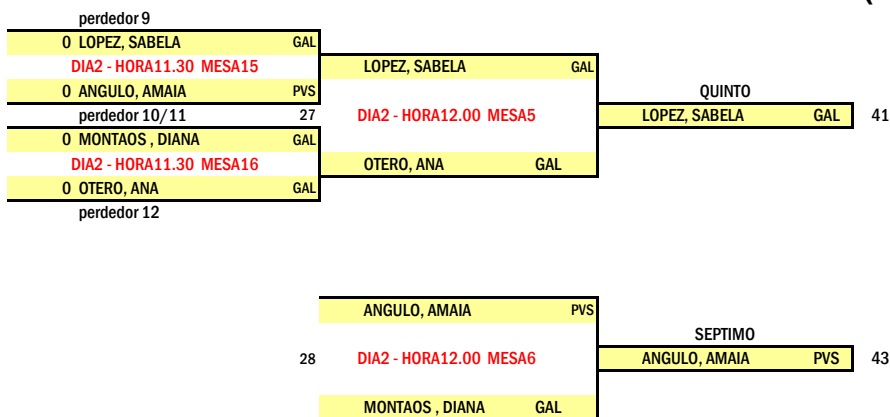 perdedor 9
0 LOPEZ, SABELA GAL
DIA2 - HORA11.30 MESA15 LOPEZ, SABELA GAL
0 ANGULO, AMAIA PVS QUINTO
perdedor 10/11 27 DIA2 - HORA12.00 MESA5 LOPEZ, SABELA GAL 41
0 MONTAOS , DIANA GAL
DIA2 - HORA11.30 MESA16 OTERO, ANA GAL
0 OTERO, ANA GAL
perdedor 12
ANGULO, AMAIA PVS
SEPTIMO
28 DIA2 - HORA12.00 MESA6 ANGULO, AMAIA PVS 43
MONTAOS , DIANA GAL